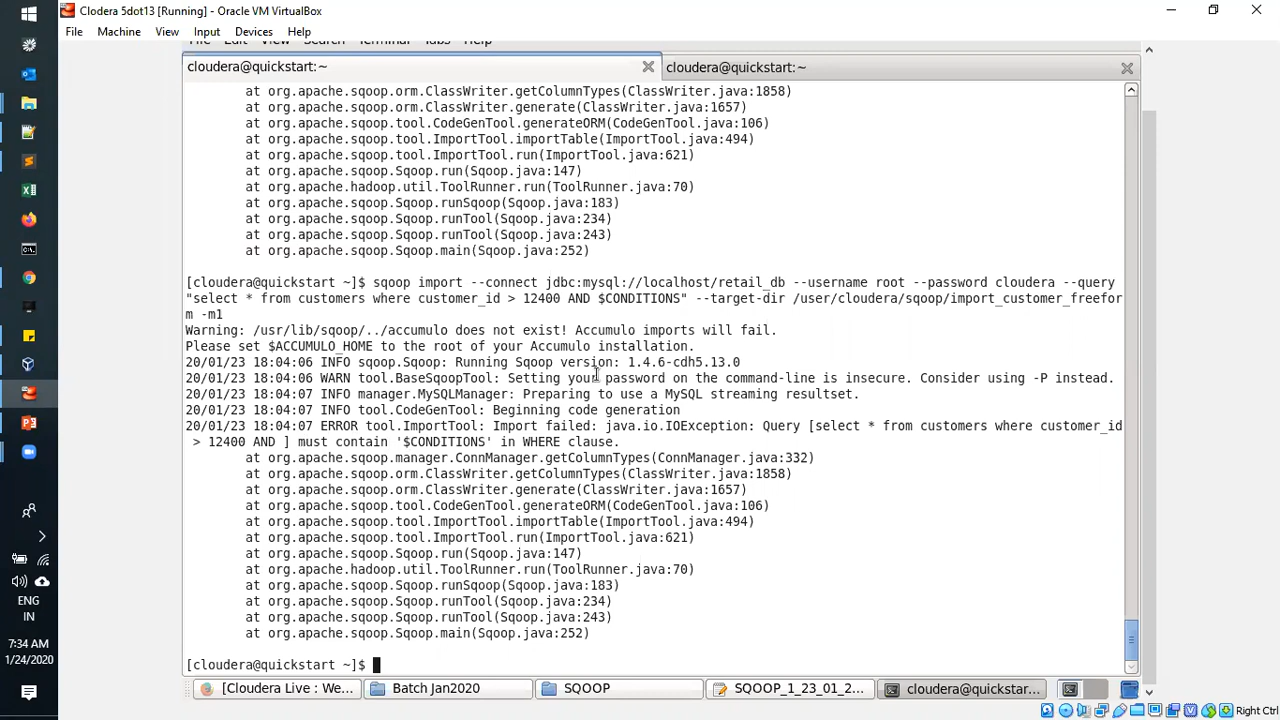 Clodera 5dot13 [Running] - Oracle VM VirtualBox
File Machine View Input Devices Help
File Edit View Search Terminal Tabs Help
cloudera@quickstart:~ cloudera@quickstart:~
at org.apache.sqoop.orm.ClassWriter.getColumnTypes(ClassWriter.java:1858)
at org.apache.sqoop.orm.ClassWriter.generate(ClassWriter.java:1657)
at org.apache.sqoop.tool.CodeGenTool.generateORM(CodeGenTool.java:106)
at org.apache.sqoop.tool.ImportTool.importTable(ImportTool.java:494)
at org.apache.sqoop.tool.ImportTool.run(ImportTool.java:621)
at org.apache.sqoop.Sqoop.run(Sqoop.java:147)
at org.apache.hadoop.util.ToolRunner.run(ToolRunner.java:70)
at org.apache.sqoop.Sqoop.runSqoop(Sqoop.java:183)
at org.apache.sqoop.Sqoop.runTool(Sqoop.java:234)
at org.apache.sqoop.Sqoop.runTool(Sqoop.java:243)
at org.apache.sqoop.Sqoop.main(Sqoop.java:252)
[cloudera@quickstart ~]$ sqoop import --connect jdbc:mysql://localhost/retail_db --username root --password cloudera --query
"select * from customers where customer_id > 12400 AND $CONDITIONS" --target-dir /user/cloudera/sqoop/import_customer_freefor
m -m1
Warning: /usr/lib/sqoop/../accumulo does not exist! Accumulo imports will fail.
Please set $ACCUMULO_HOME to the root of your Accumulo installation.
20/01/23 18:04:06 INFO sqoop.Sqoop: Running Sqoop version: 1.4.6-cdh5.13.0
20/01/23 18:04:06 WARN tool.BaseSqoopTool: Setting your password on the command-line is insecure. Consider using -P instead.
20/01/23 18:04:07 INFO manager.MySQLManager: Preparing to use a MySQL streaming resultset.
20/01/23 18:04:07 INFO tool.CodeGenTool: Beginning code generation
20/01/23 18:04:07 ERROR tool.ImportTool: Import failed: java.io.IOException: Query [select * from customers where customer_id
> 12400 AND ] must contain '$CONDITIONS' in WHERE clause.
at org.apache.sqoop.manager.ConnManager.getColumnTypes(ConnManager.java:332)
at org.apache.sqoop.orm.ClassWriter.getColumnTypes(ClassWriter.java:1858)
at org.apache.sqoop.orm.ClassWriter.generate(ClassWriter.java:1657)
at org.apache.sqoop.tool.CodeGenTool.generateORM(CodeGenTool.java:106)
at org.apache.sqoop.tool.ImportTool.importTable(ImportTool.java:494)
at org.apache.sqoop.tool.ImportTool.run(ImportTool.java:621)
at org.apache.sqoop.Sqoop.run(Sqoop.java:147)
at org.apache.hadoop.util.ToolRunner.run(ToolRunner.java:70)
at org.apache.sqoop.Sqoop.runSqoop(Sqoop.java:183)
at org.apache.sqoop.Sqoop.runTool(Sqoop.java:234)
at org.apache.sqoop.Sqoop.runTool(Sqoop.java:243)
at org.apache.sqoop.Sqoop.main(Sqoop.java:252)
[cloudera@quickstart ~]$
ENG
IN
7:34 AM
1/24/2020
[Cloudera Live : We... Batch Jan2020 SQOOP SQOOP_1_23_01_2... cloudera@quickstar...
Right Ctrl